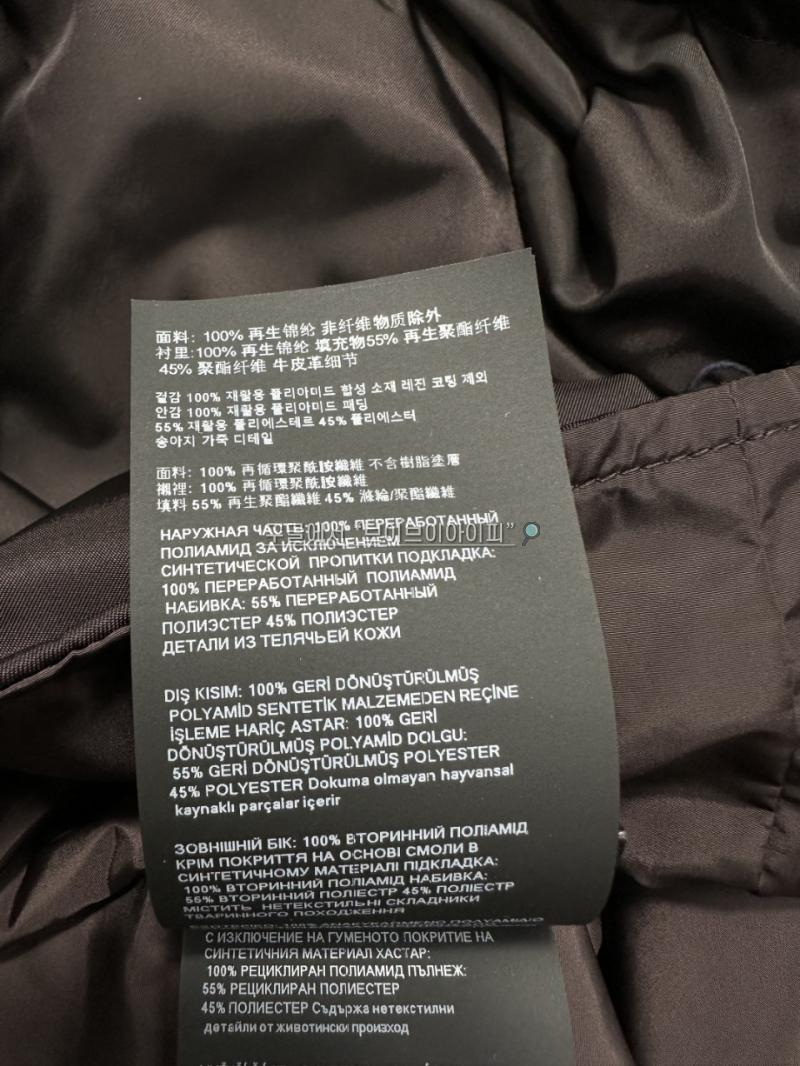 面料: 100% 再生锦纶 非纤维物质除外
衬里:100% 再生锦纶 填充物55% 再生聚酯纤维
45% 聚酯纤维 牛皮革细节
겉감 100% 재활용 폴리아미드 합성 소재 레진 코팅 제외
안감 100% 재활용 폴리아미드 패딩
55% 재활용 폴리에스테르 45% 폴리에스터
송아지 가죽 디테일
面料: 100% 再循環聚酰胺纖維 不含樹脂塗層
襯裡: 100% 再循環聚酰胺纖維
填料 55% 再生聚酯纖維 45% 滌綸/聚酯纖維
НАРУЖНАЯ ЧАСТЬ: 100% ПЕРЕРАБОТАННЫЙ
ПОЛИАМИД ЗА ИСКЛЮЧЕНИЕМ
СИНТЕТИЧЕСКОЙ ПРОПИТКИ ПОДКЛАДКА:
100% ПЕРЕРАБОТАННЫЙ ПОЛИАМИД
НАБИВКА: 55% ПЕРЕРАБОТАННЫЙ
ПОЛИЭСТЕР 45% ПОЛИЭСТЕР
ДЕТАЛИ ИЗ ТЕЛЯЧЬЕЙ КОЖИ
DIŞ KISIM: 100% GERİ DÖNÜŞTÜRÜLMÜŞ
POLYAMİD SENTETİK MALZEMEDEN REÇİNE
İŞLEME HARİÇ ASTAR: 100% GERİ
DÖNÜŞTÜRÜLMÜŞ POLYAMİD DOLGU:
55% GERİ DÖNÜŞTÜRÜLMÜŞ POLYESTER
45% POLYESTER Dokuma olmayan hayvansal
kaynaklı parçalar içerir
ЗОВНІШНІЙ БІК: 100% ВТОРИННИЙ ПОЛІАМІД
КРІМ ПОКРИТТЯ НА ОСНОВІ СМОЛИ В
СИНТЕТИЧНОМУ МАТЕРІАЛІ ПІДКЛАДКА:
100% ВТОРИННИЙ ПОЛІАМІД НАБИВКА:
55% ВТОРИННИЙ ПОЛІЕСТР 45% ПОЛІЕСТР
МІСТИТЬ НЕТЕКСТИЛЬНІ СКЛАДНИКИ
ТВАРИННОГО ПОХОДЖЕННЯ
С ИЗКЛЮЧЕНИЕ НА ГУМЕНОТО ПОКРИТИЕ НА
СИНТЕТИЧНИЯ МАТЕРИАЛ ХАСТАР:
100% РЕЦИКЛИРАН ПОЛИАМИД ПЪЛНЕЖ:
55% РЕЦИКЛИРАН ПОЛИЕСТЕР
45% ПОЛИЕСТЕР Съдържа нетекстилни
детайли от животински произход